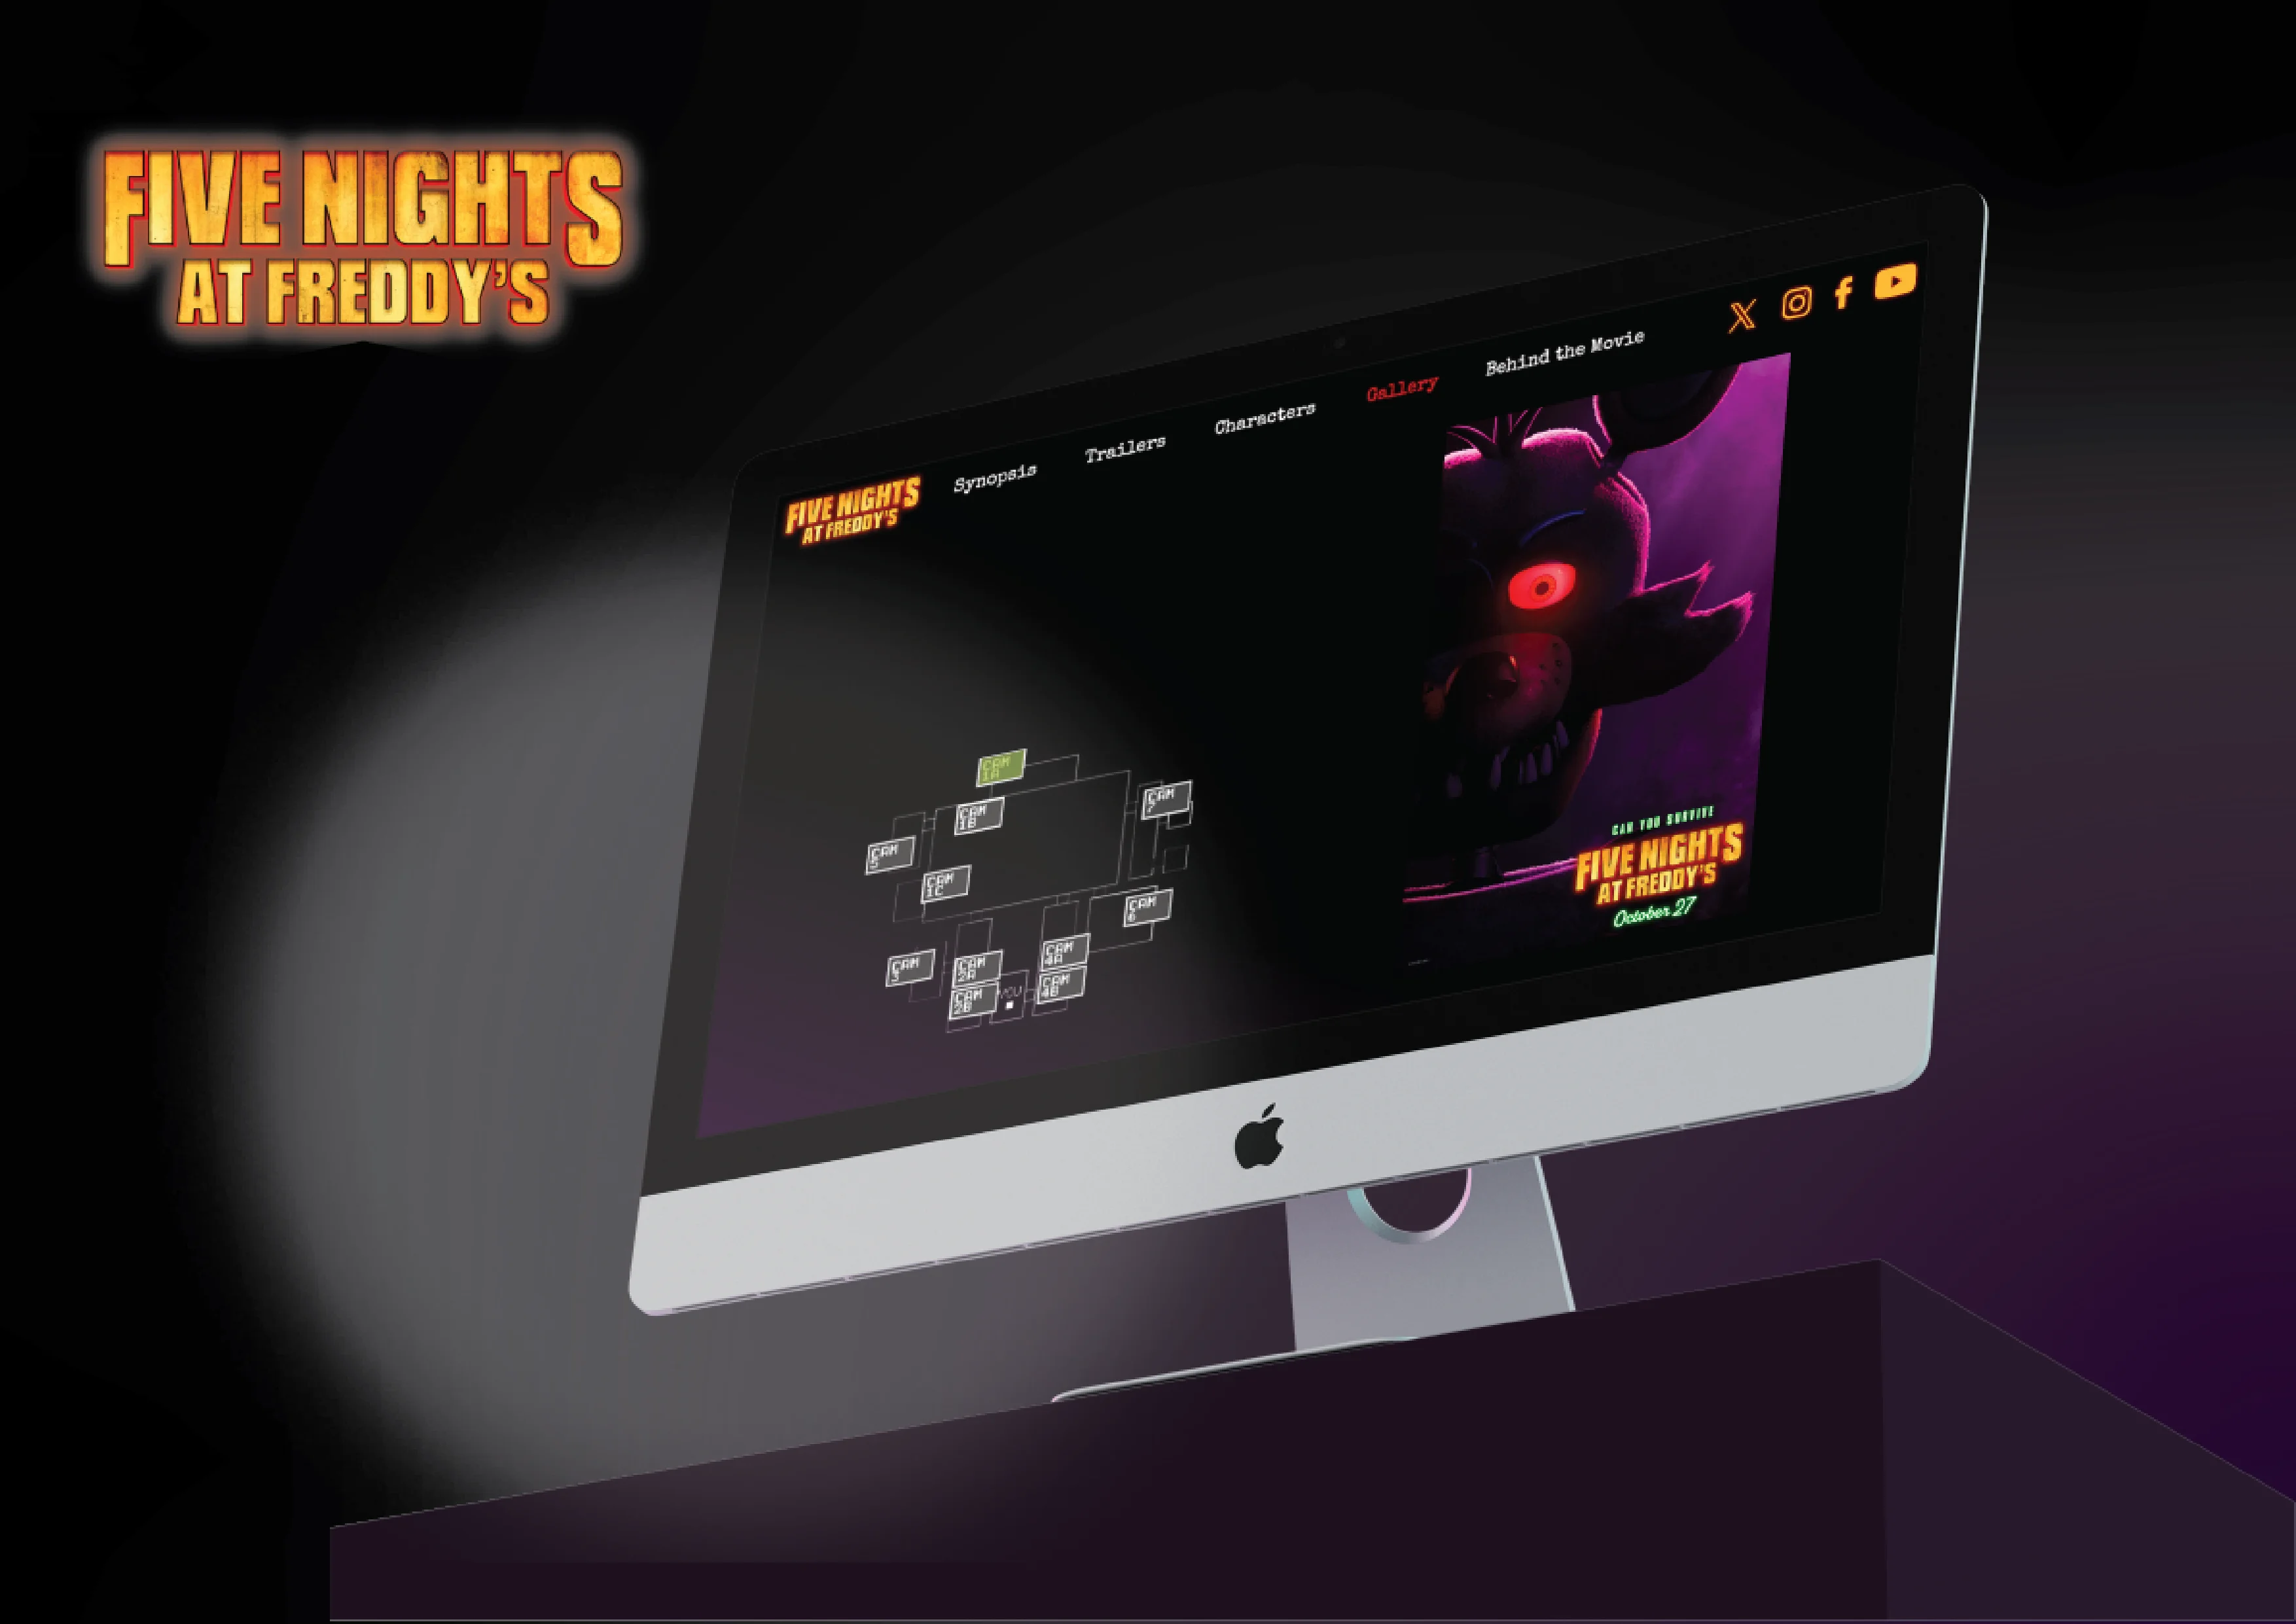 FIVE NIGHTS
AT FREDDY'S
FIVE NIGHTS
AT FREDDY'S
Synopsis
Trailers
Characters
Gallery
Behind the Movie
CAM
1A
CAM
1B
CAM
7
CAM
5
CAM
1C
CAM
6
CAM
3
CAM
2A
CAM
4A
CAM
2B
YOU
CAM
4B
CAN YOU SURVIVE
FIVE NIGHTS
AT FREDDY'S
October 27